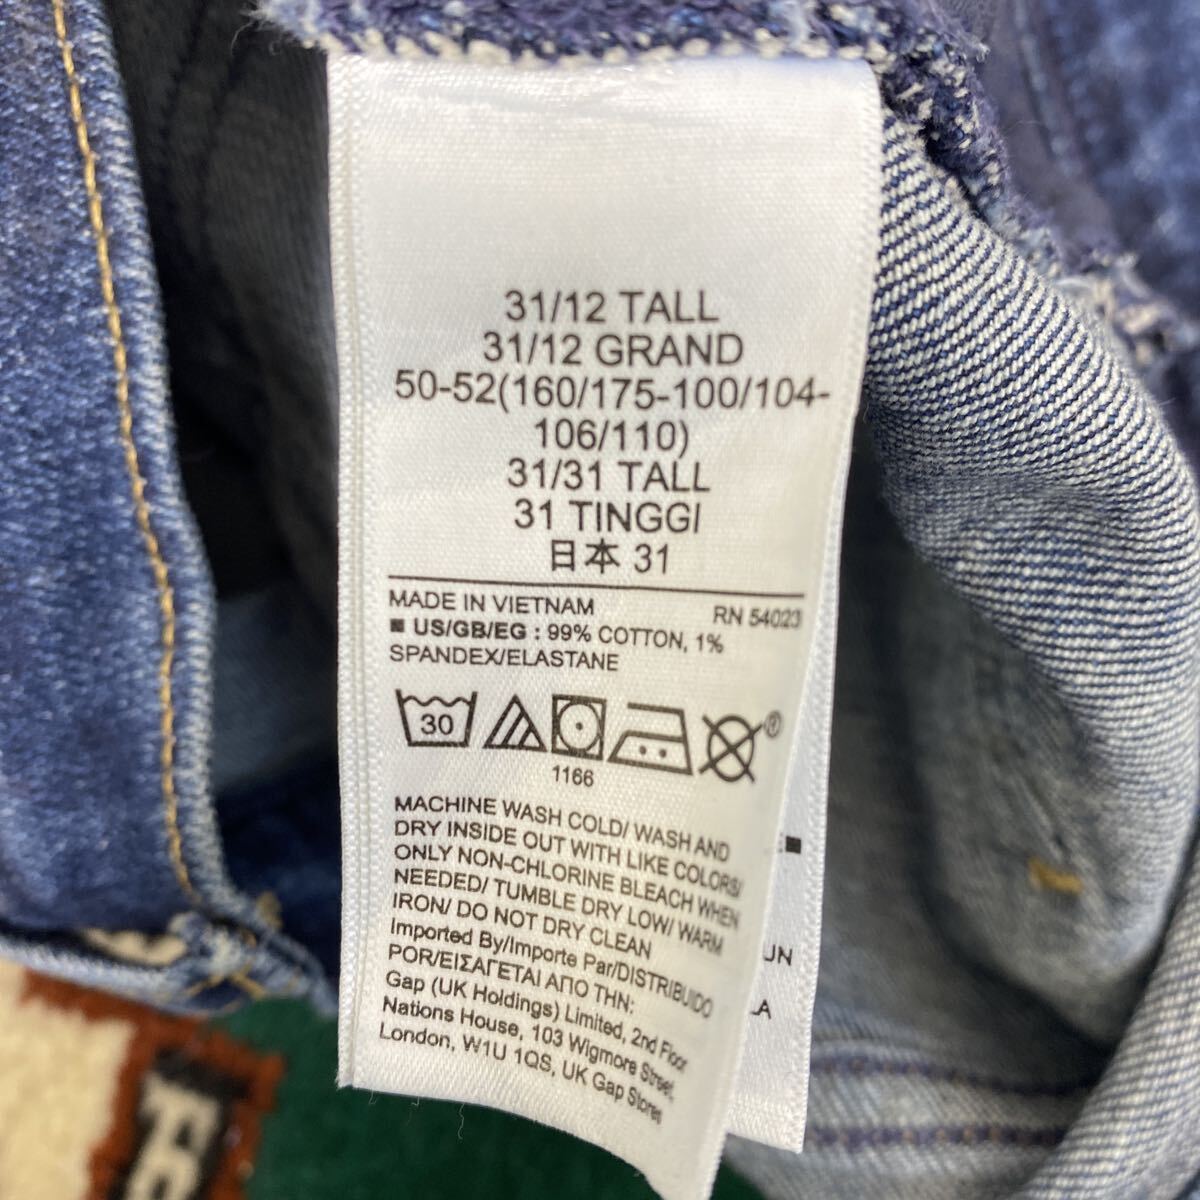 31/12 TALL
31/12 GRAND
50-52(160/175-100/104-
106/110)
31/31 TALL
31 TINGGI
日本 31
MADE IN VIETNAM RN 54023
■ US/GB/EG : 99% COTTON, 1%
SPANDEX/ELASTANE
30
1166
®
MACHINE WASH COLD/ WASH AND
DRY INSIDE OUT WITH LIKE COLORS/
ONLY NON-CHLORINE BLEACH WHEN
NEEDED/ TUMBLE DRY LOW/ WARM
IRON/ DO NOT DRY CLEAN
Imported By/Importe Par/DISTRIBUIDO
POR/ΕΙΣΑΓΕΤΑΙ ΑΠΟ ΤΗΝ:
Gap (UK Holdings) Limited, 2nd Floor
Nations House, 103 Wigmore Street,
London, W1U 1QS, UK Gap Stores